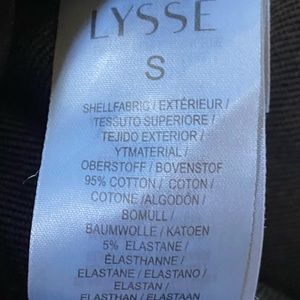 LYSSE
S
SHELLFABRIC / EXTÉRIEUR /
TESSUTO SUPERIORE /
TEJIDO EXTERIOR /
YTMATERIAL /
OBERSTOFF / BOVENSTOF
95% COTTON / COTON /
COTONE / ALGODÓN /
BOMULL /
BAUMWOLLE / KATOEN
5% ELASTANE /
ÉLASTHANNE /
ELASTANE / ELASTANO /
ELASTAN /
ELASTHAN / ELASTAAN